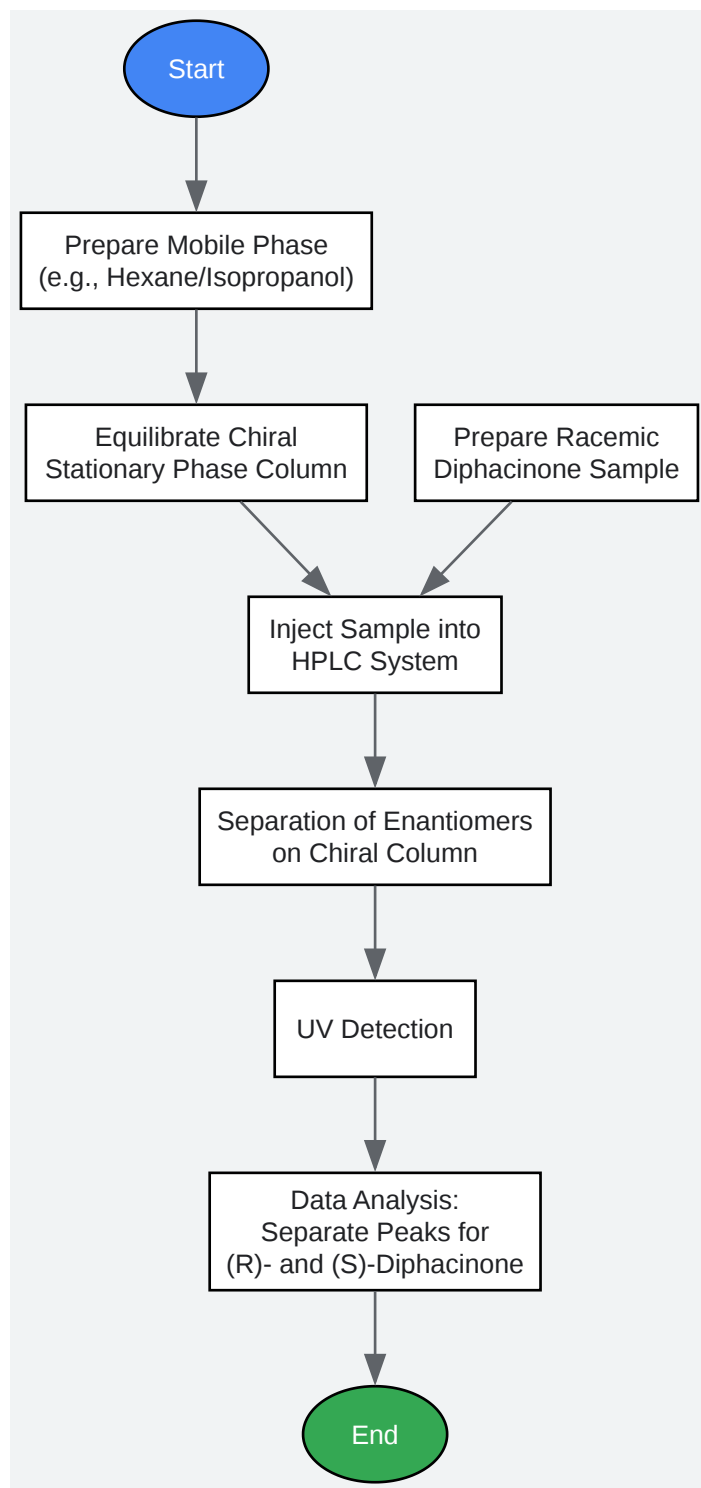 Start
Prepare Mobile Phase
(e.g., Hexane/Isopropanol)
Equilibrate Chiral
Stationary Phase Column
Prepare Racemic
Diphacinone Sample
Inject Sample into
HPLC System
Separation of Enantiomers
on Chiral Column
UV Detection
Data Analysis:
Separate Peaks for
(R)- and (S)-Diphacinone
End